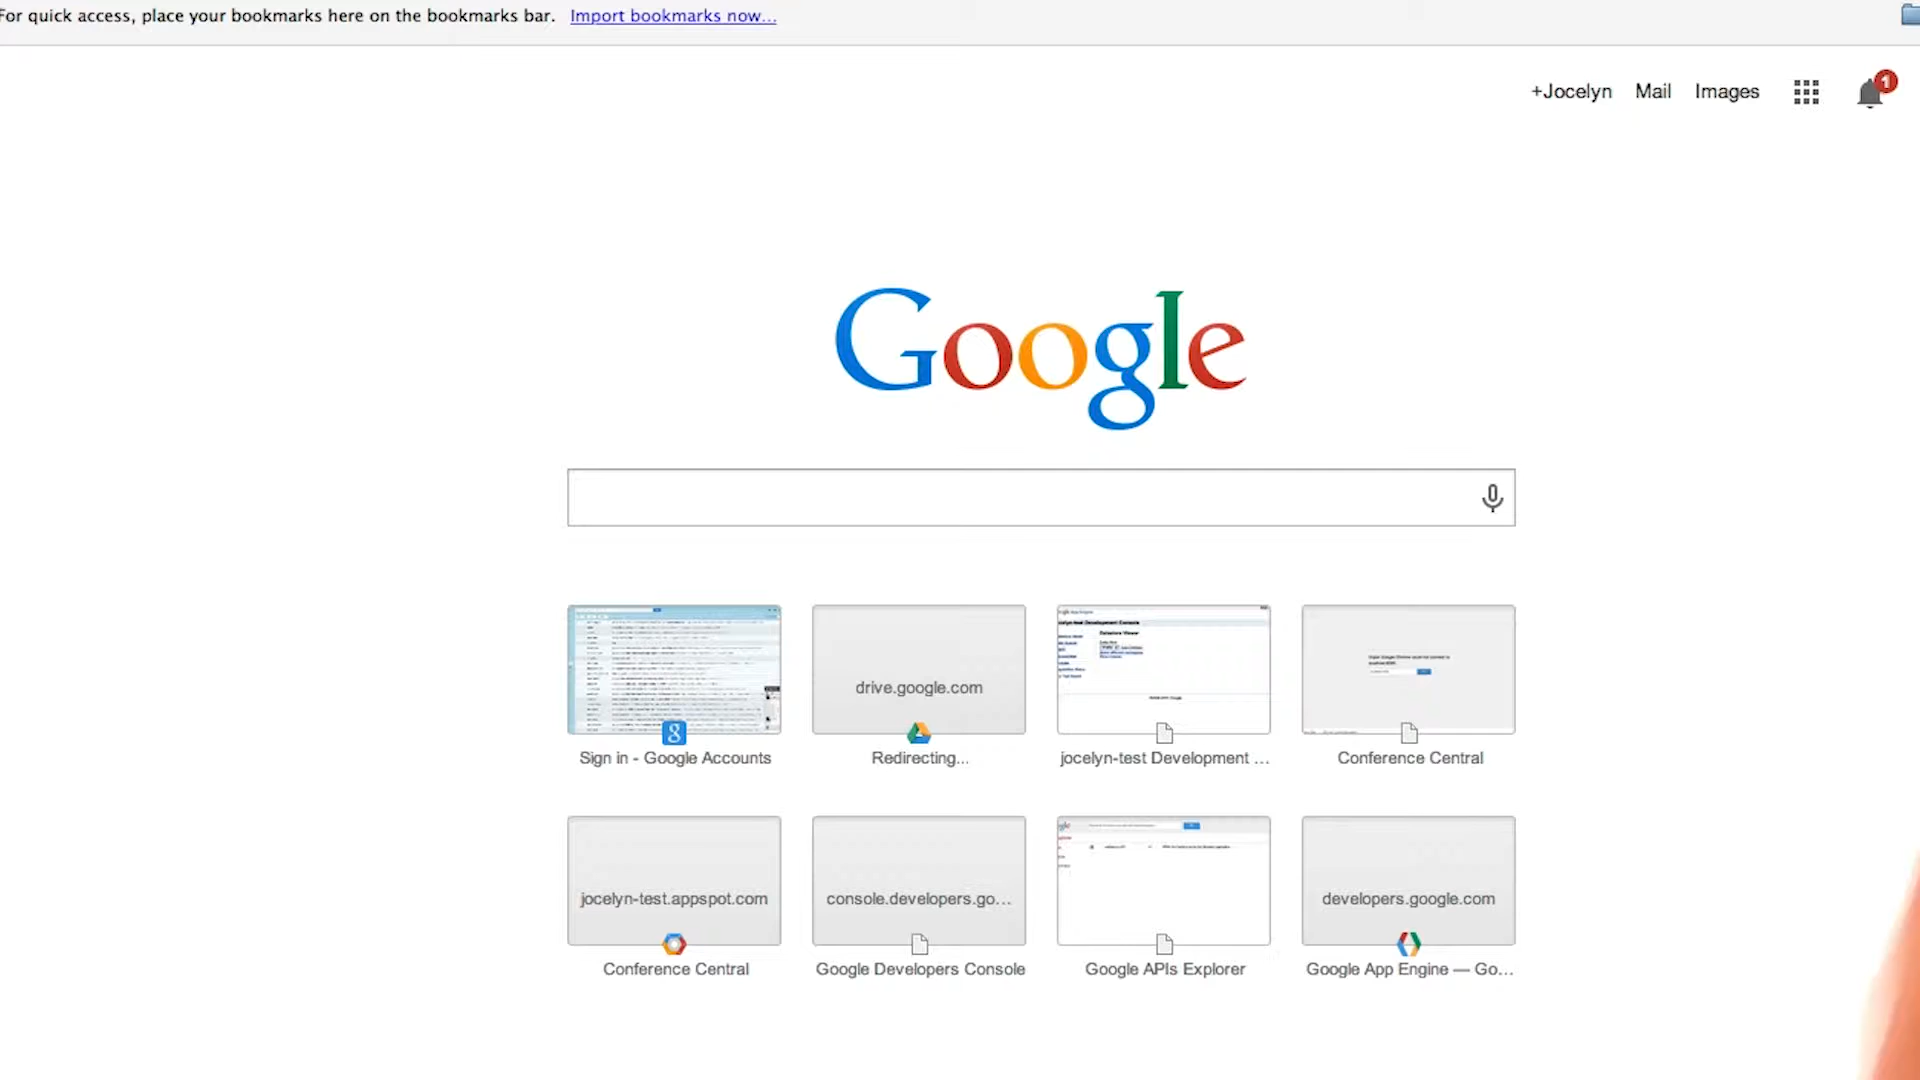 For quick access, place your bookmarks here on the bookmarks bar. Import bookmarks now...
+Jocelyn Mail Images 1
Google
drive.google.com
Sign in - Google Accounts
Redirecting...
jocelyn-test Development ...
Conference Central
jocelyn-test.appspot.com
console.developers.go...
developers.google.com
Conference Central
Google Developers Console
Google APIs Explorer
Google App Engine — Go...